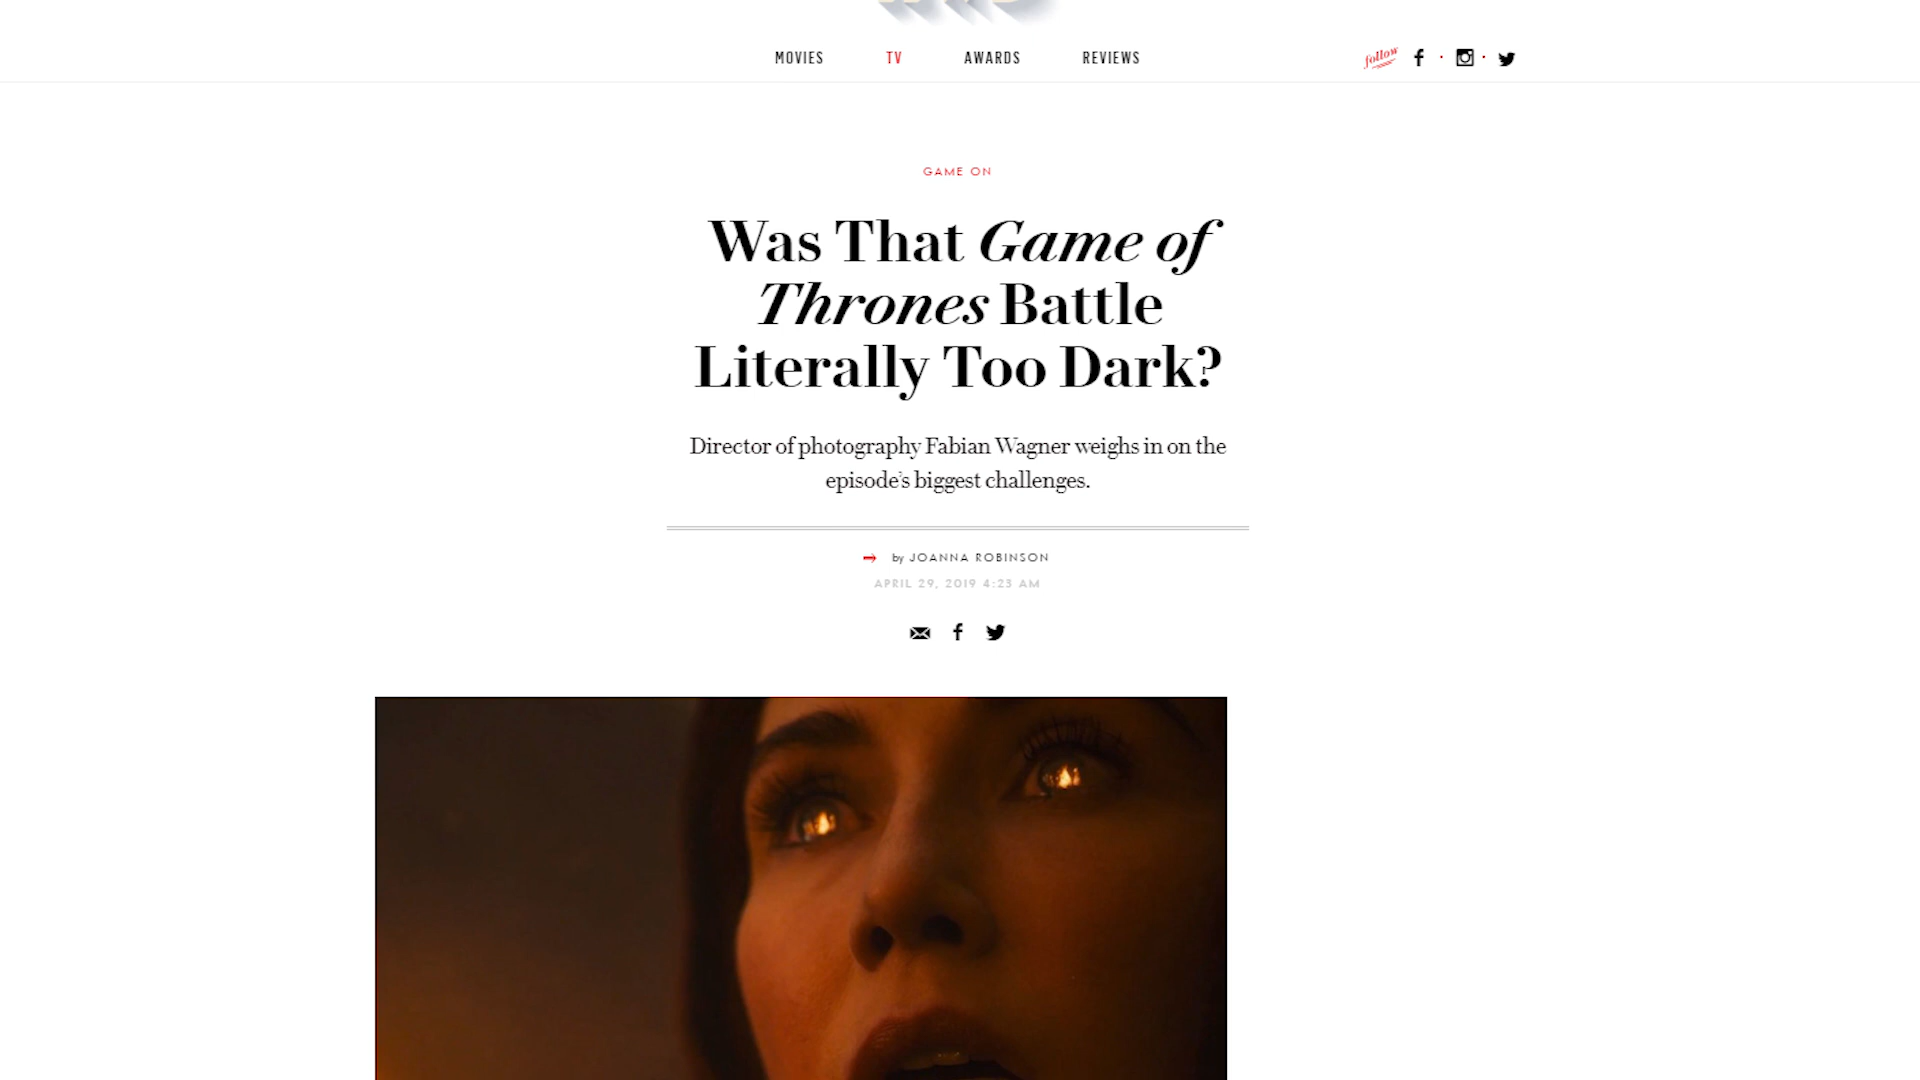 MOVIES TV AWARDS REVIEWS follow
GAME ON
Was That Game of
Thrones Battle
Literally Too Dark?
Director of photography Fabian Wagner weighs in on the
episode's biggest challenges.
by JOANNA ROBINSON
APRIL 29, 2019 4:25 AM